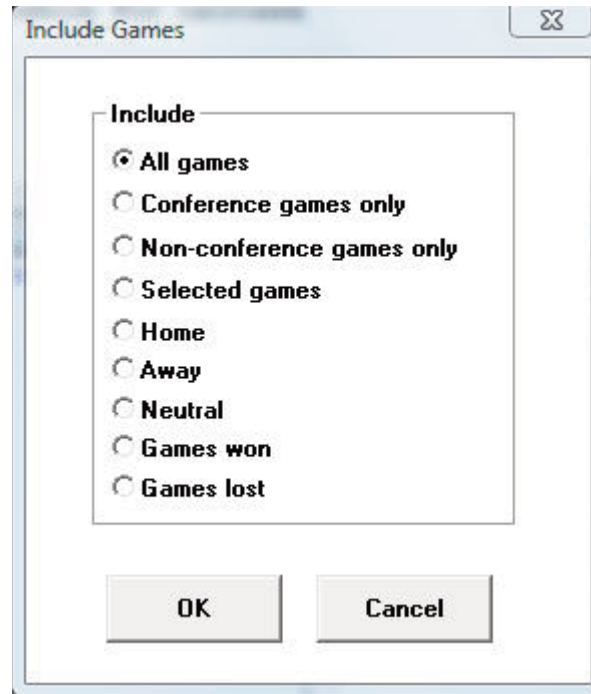 Include Games
Include
All games
Conference games only
Non-conference games only
Selected games
Home
Away
Neutral
Games won
Games lost
OK
Cancel